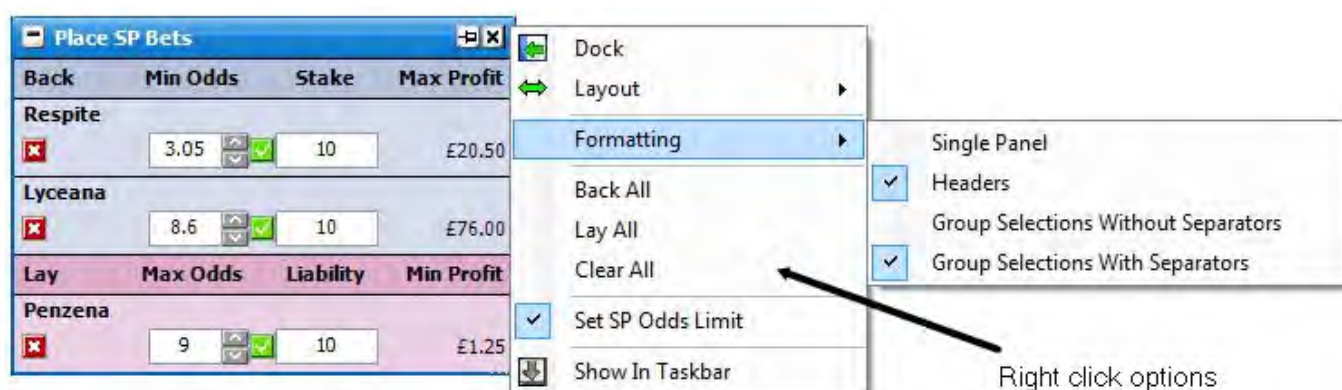 Place SP Bets
Back Min Odds Stake Max Profit
Respite
3.05 10 £20.50
Lyceana
8.6 10 £76.00
Lay Max Odds Liability Min Profit
Penzena
9 10 £1.25
Dock
Layout
Formatting
Back All
Lay All
Clear All
Set SP Odds Limit
Show In Taskbar
Single Panel
Headers
Group Selections Without Separators
Group Selections With Separators
Right click options